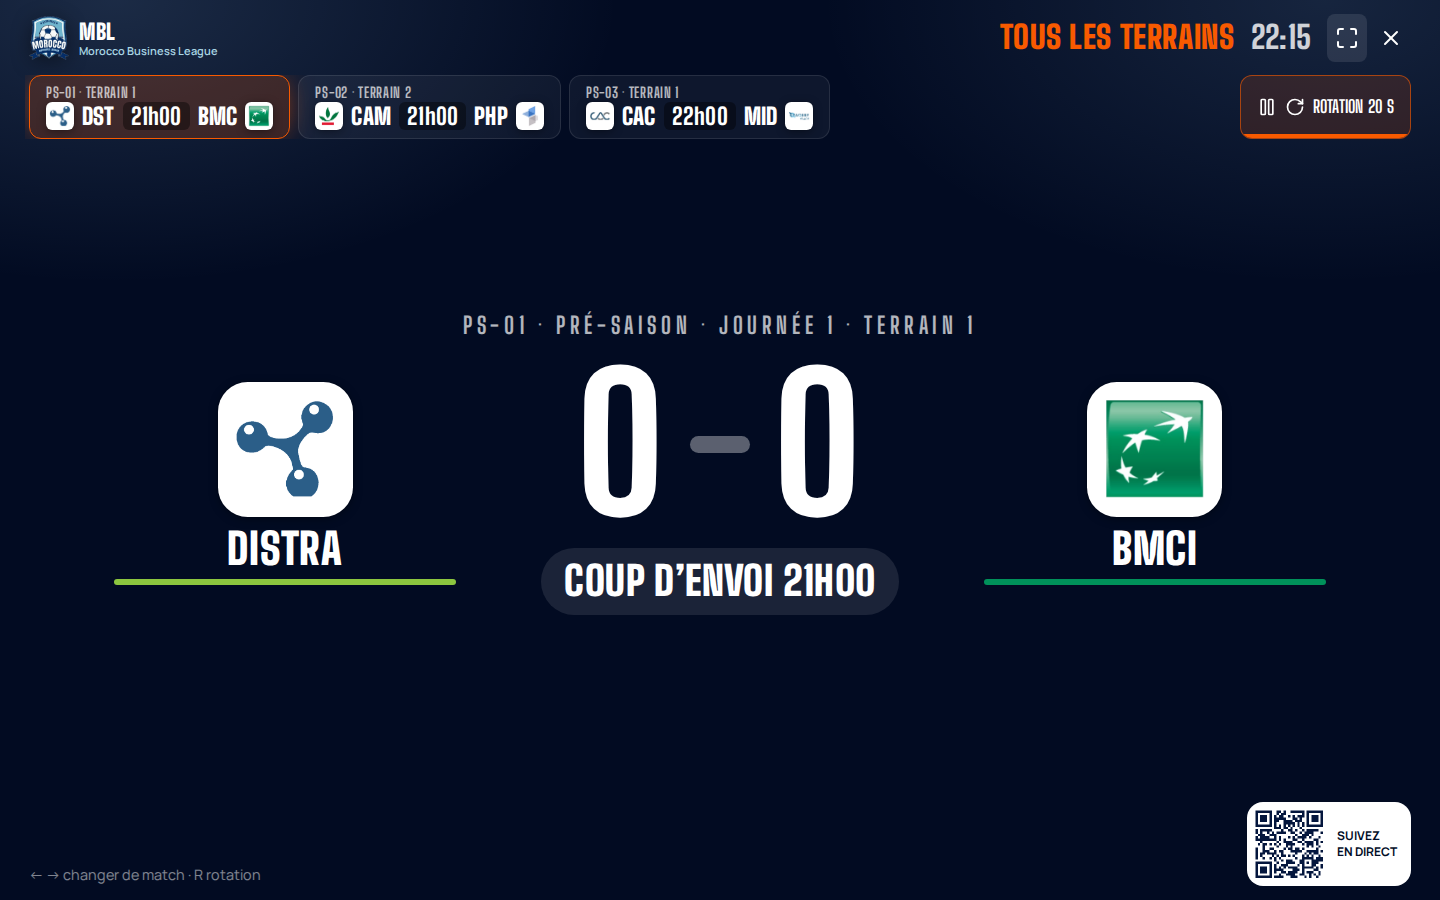 MBL
Morocco Business League
TOUS LES TERRAINS 22:15
PS-01 · TERRAIN 1
DST 21h00 BMC
PS-02 · TERRAIN 2
CAM 21h00 PHP
PS-03 · TERRAIN 1
CAC 22h00 MID
ROTATION 20 S
PS-01 · PRÉ-SAISON · JOURNÉE 1 · TERRAIN 1
0 - 0
DISTRA
BMCI
COUP D’ENVOI 21H00
SUIVEZ
EN DIRECT
← → changer de match · R rotation